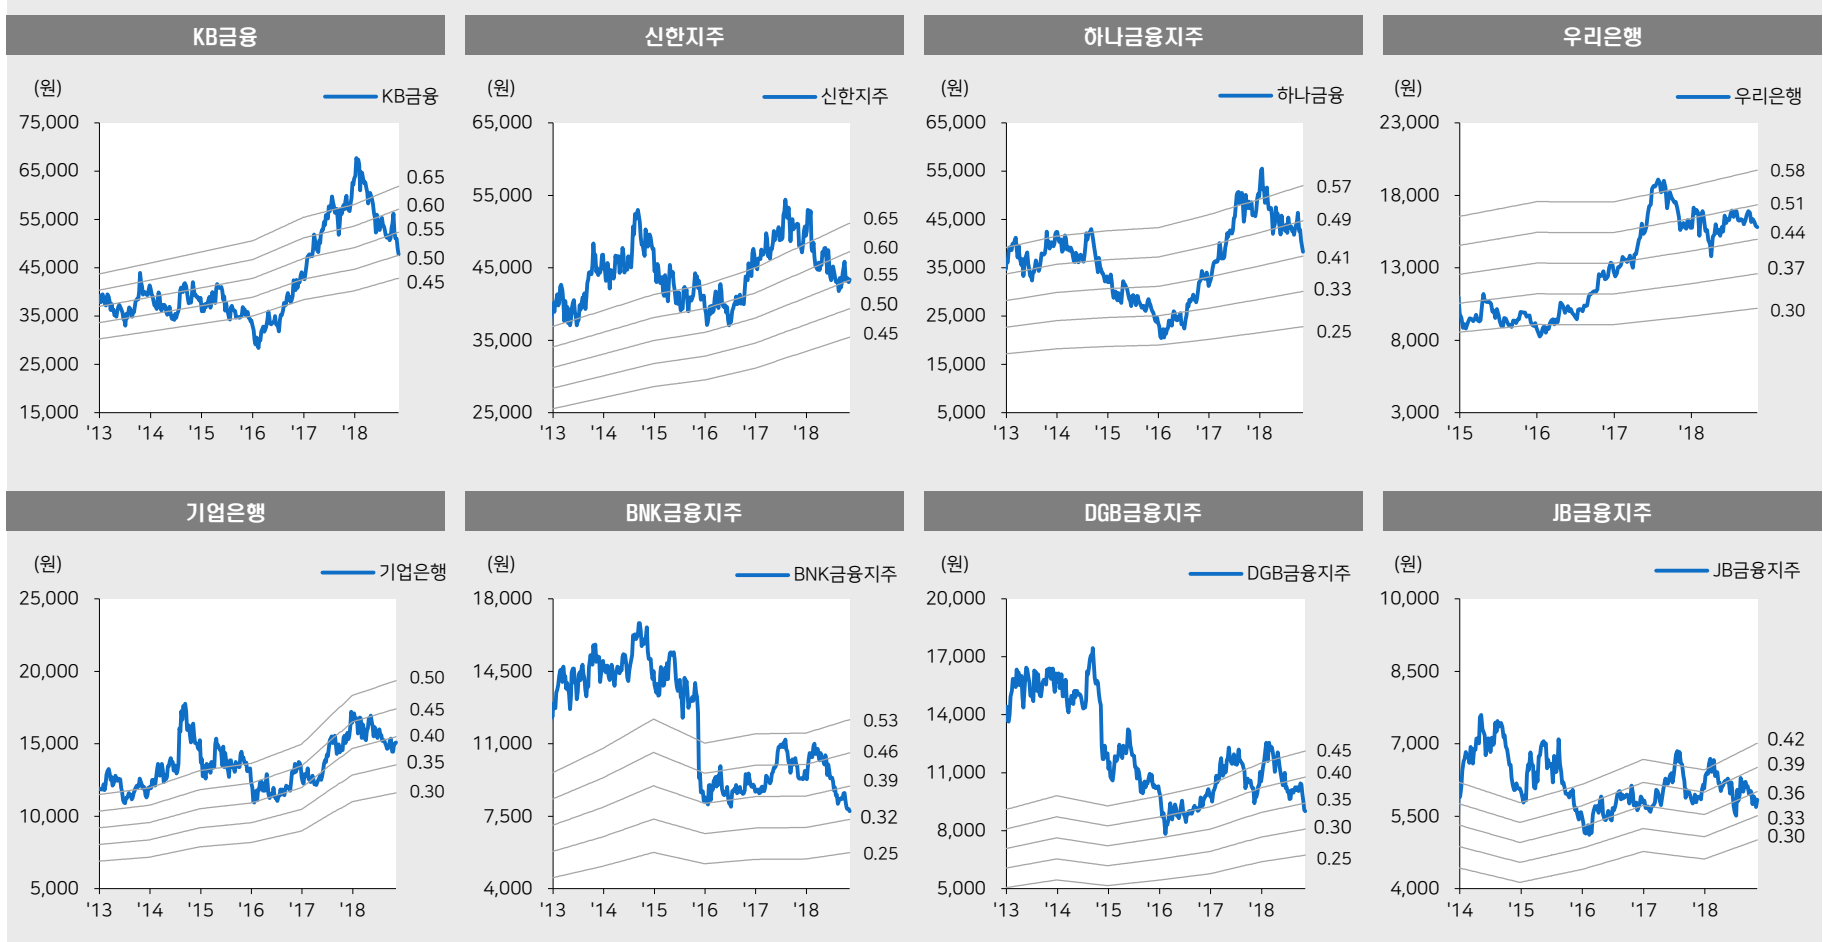 KB금융
(원)
KB금융
75,000
65,000
55,000
45,000
35,000
25,000
15,000
0.65
0.60
0.55
0.50
0.45
'13 '14 '15 '16 '17 '18
신한지주
(원)
신한지주
65,000
55,000
45,000
35,000
25,000
0.65
0.60
0.55
0.50
0.45
'13 '14 '15 '16 '17 '18
하나금융지주
(원)
하나금융
65,000
55,000
45,000
35,000
25,000
15,000
5,000
0.57
0.49
0.41
0.33
0.25
'13 '14 '15 '16 '17 '18
우리은행
(원)
우리은행
23,000
18,000
13,000
8,000
3,000
0.58
0.51
0.44
0.37
0.30
'15 '16 '17 '18
기업은행
(원)
기업은행
25,000
20,000
15,000
10,000
5,000
0.50
0.45
0.40
0.35
0.30
'13 '14 '15 '16 '17 '18
BNK금융지주
(원)
BNK금융지주
18,000
14,500
11,000
7,500
4,000
0.53
0.46
0.39
0.32
0.25
'13 '14 '15 '16 '17 '18
DGB금융지주
(원)
DGB금융지주
20,000
17,000
14,000
11,000
8,000
5,000
0.45
0.40
0.35
0.30
0.25
'13 '14 '15 '16 '17 '18
JB금융지주
(원)
JB금융지주
10,000
8,500
7,000
5,500
4,000
0.42
0.39
0.36
0.33
0.30
'14 '15 '16 '17 '18